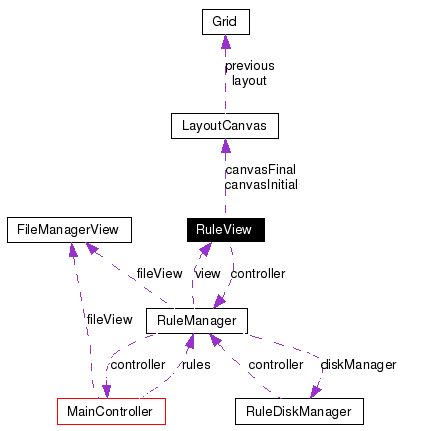 Grid
previous
layout
LayoutCanvas
canvasFinal
canvasInitial
FileManagerView
RuleView
fileView
view
controller
fileView
RuleManager
controller
rules
controller
diskManager
MainController
RuleDiskManager